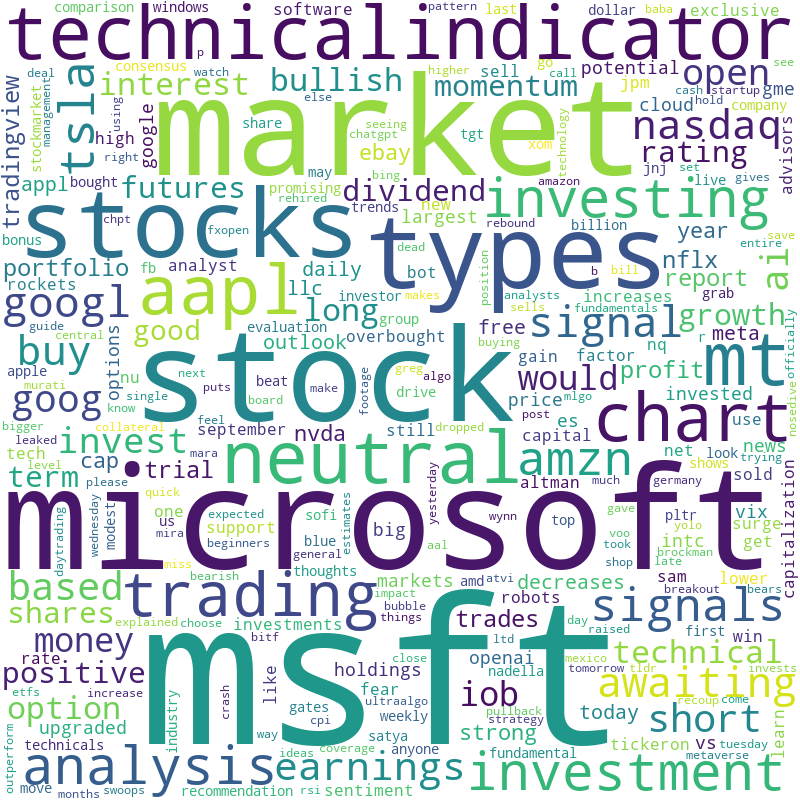 comparison windows software dollar pattern last baba exclusive
technicalindicator
deal p consensus watch higher go call potential see
management tsla interest bullish sell momentum open
tradingview stockmarket using else seeing jpm cash startup hold company gme
high google share chatgpt tgt cloud
market
right ebay xom technology nasdaq advisors
appl bought may bing amazon jnj set live gives rating
futures promising dividend
bonus chpt trends rehired new rebound investing save
stocks fxopen largest billion year entire
portfolio fb analyst daily dead bot types nflx ai
rockets llc investor makes position b bill report
guide central evaluation group sells analysts increases grab
googl aapl long fundamentals growth officially
good outlook overbought free signal meta r
nu options beat buying gain factor nq
apple next puts greg algo profit
buy single make drive stock would mt nosedive
murati board footage price es invested
goog know feel mlgo look use
bigger collateral september still post capital chart net trying
leaked nvda dropped shows news
tech invest neutral amzn
level mara altman sold
term cap trial yesterday much germany vix
please one us support sofi big gave pltr surge capitalization
quick expected estimates wynn top voo yolo get
modest mira beginners blue general took brockman intc
microsoft
daytrading wednesday miss bearish thoughts aal atvi shop late sam lower breakout bears
based markets amd decreases
shares explained choose investments impact robots day
trading bubble trades signals
money things bitf ltd raised first win
rate like close openai mexico technical
positive holdings nadella tomorrow tldr invests
etfs increase msft iob awaiting
option gates fear ultraalgo pullback today short recoup come learn
upgraded industry crash cpi weekly strategy
technicals way satya anyone strong tickeron vs tuesday
outperform analysis ideas coverage fundamental metaverse
move earnings investment
months swoops recommendation rsi sentiment